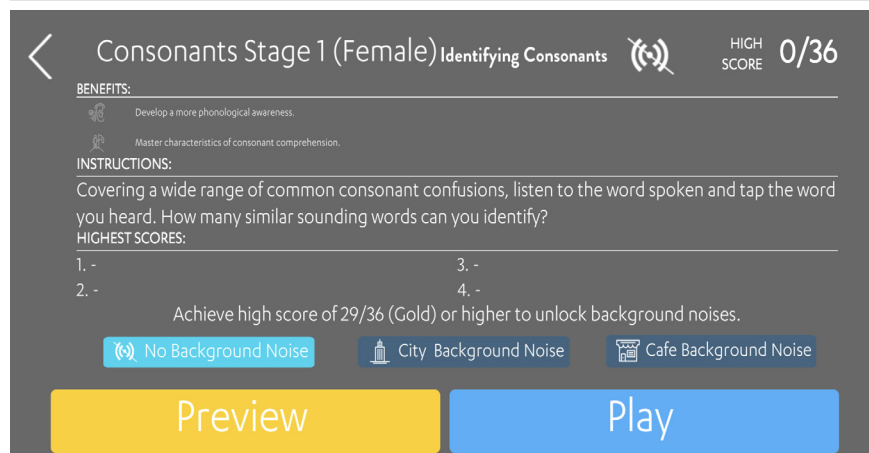 Consonants Stage 1 (Female) Identifying Consonants HIGH SCORE 0/36
BENEFITS:
Develop a more phonological awareness.
Master characteristics of consonant comprehension.
INSTRUCTIONS:
Covering a wide range of common consonant confusions, listen to the word spoken and tap the word
you heard. How many similar sounding words can you identify?
HIGHEST SCORES:
1. - 3. -
2. - 4. -
Achieve high score of 29/36 (Gold) or higher to unlock background noises.
No Background Noise City Background Noise Cafe Background Noise
Preview Play